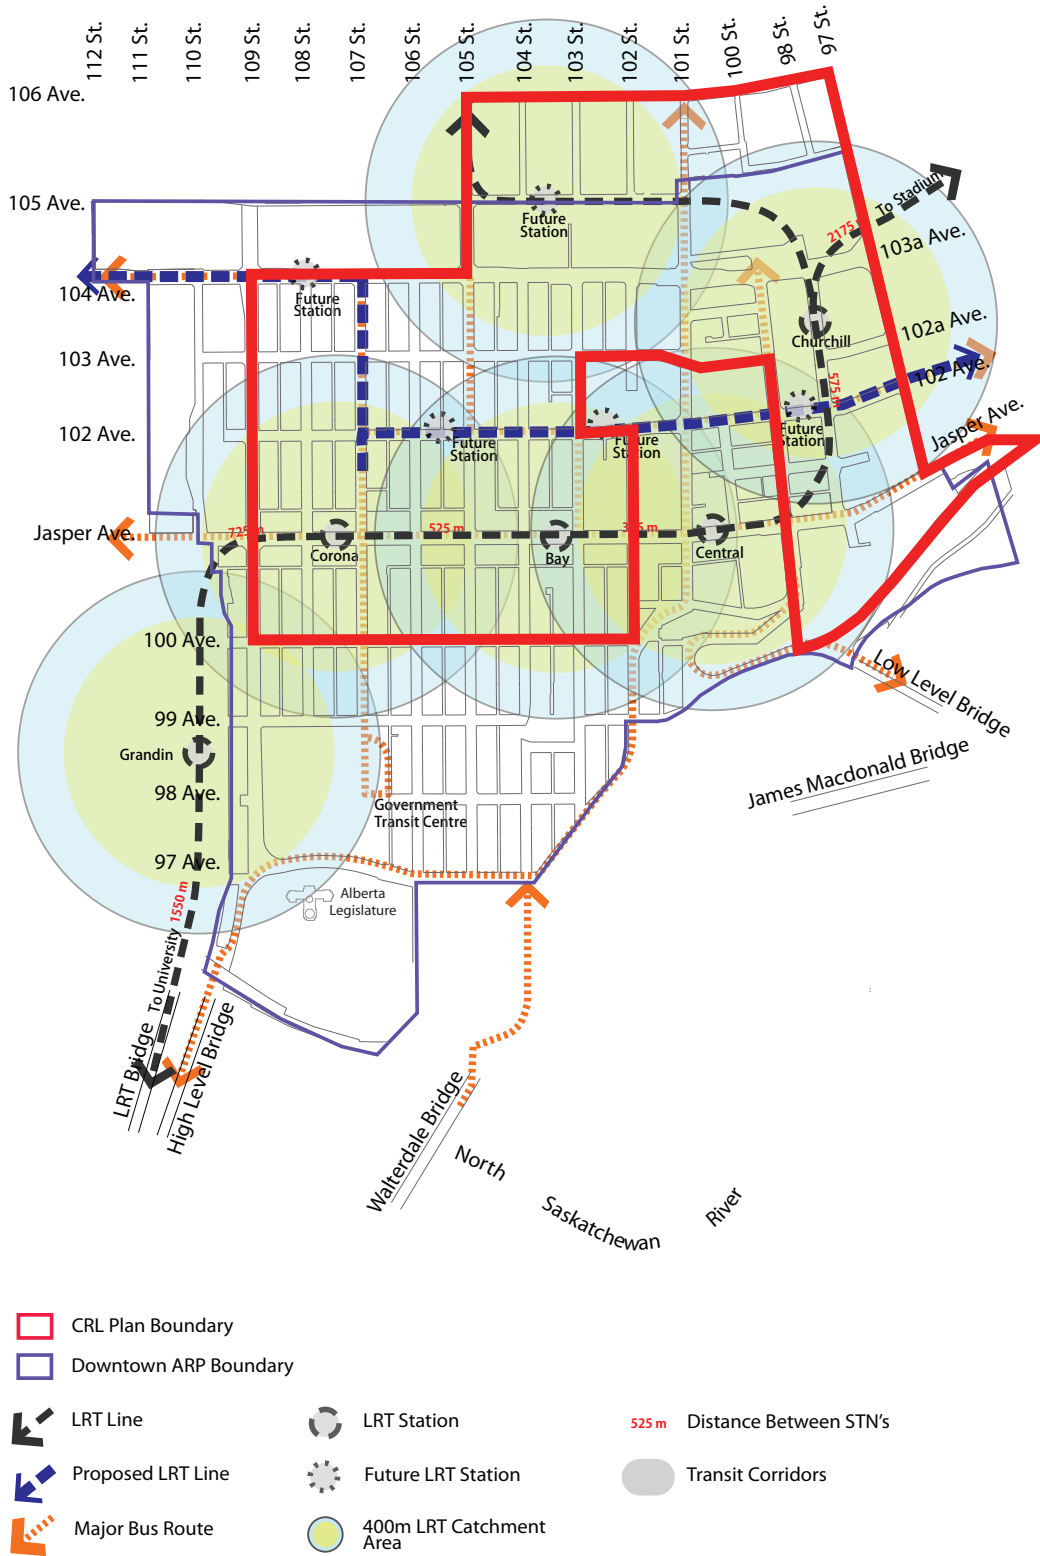 112 St.
111 St.
110 St.
109 St.
108 St.
107 St.
106 St.
105 St.
104 St.
103 St.
102 St.
101 St.
100 St.
98 St.
97 St.
106 Ave.
105 Ave.
Future
Station
To Stadium
2175 m
103a Ave.
104 Ave.
Future
Station
102a Ave.
Churchill
103 Ave.
575 m
102 Ave.
102 Ave.
Future
Station
Future
Station
Future
Station
Jasper Ave.
Jasper Ave.
725 m
525 m
Corona
Bay
Central
100 Ave.
Low Level Bridge
99 Ave.
Grandin
James Macdonald Bridge
98 Ave.
Government
Transit Centre
97 Ave.
Alberta
Legislature
1550 m
To University
LRT Bridge
High Level Bridge
Walterdale Bridge
North
Saskatchewan
River
CRL Plan Boundary
Downtown ARP Boundary
LRT Line
LRT Station
525 m
Distance Between STN's
Proposed LRT Line
Future LRT Station
Transit Corridors
Major Bus Route
400m LRT Catchment
Area